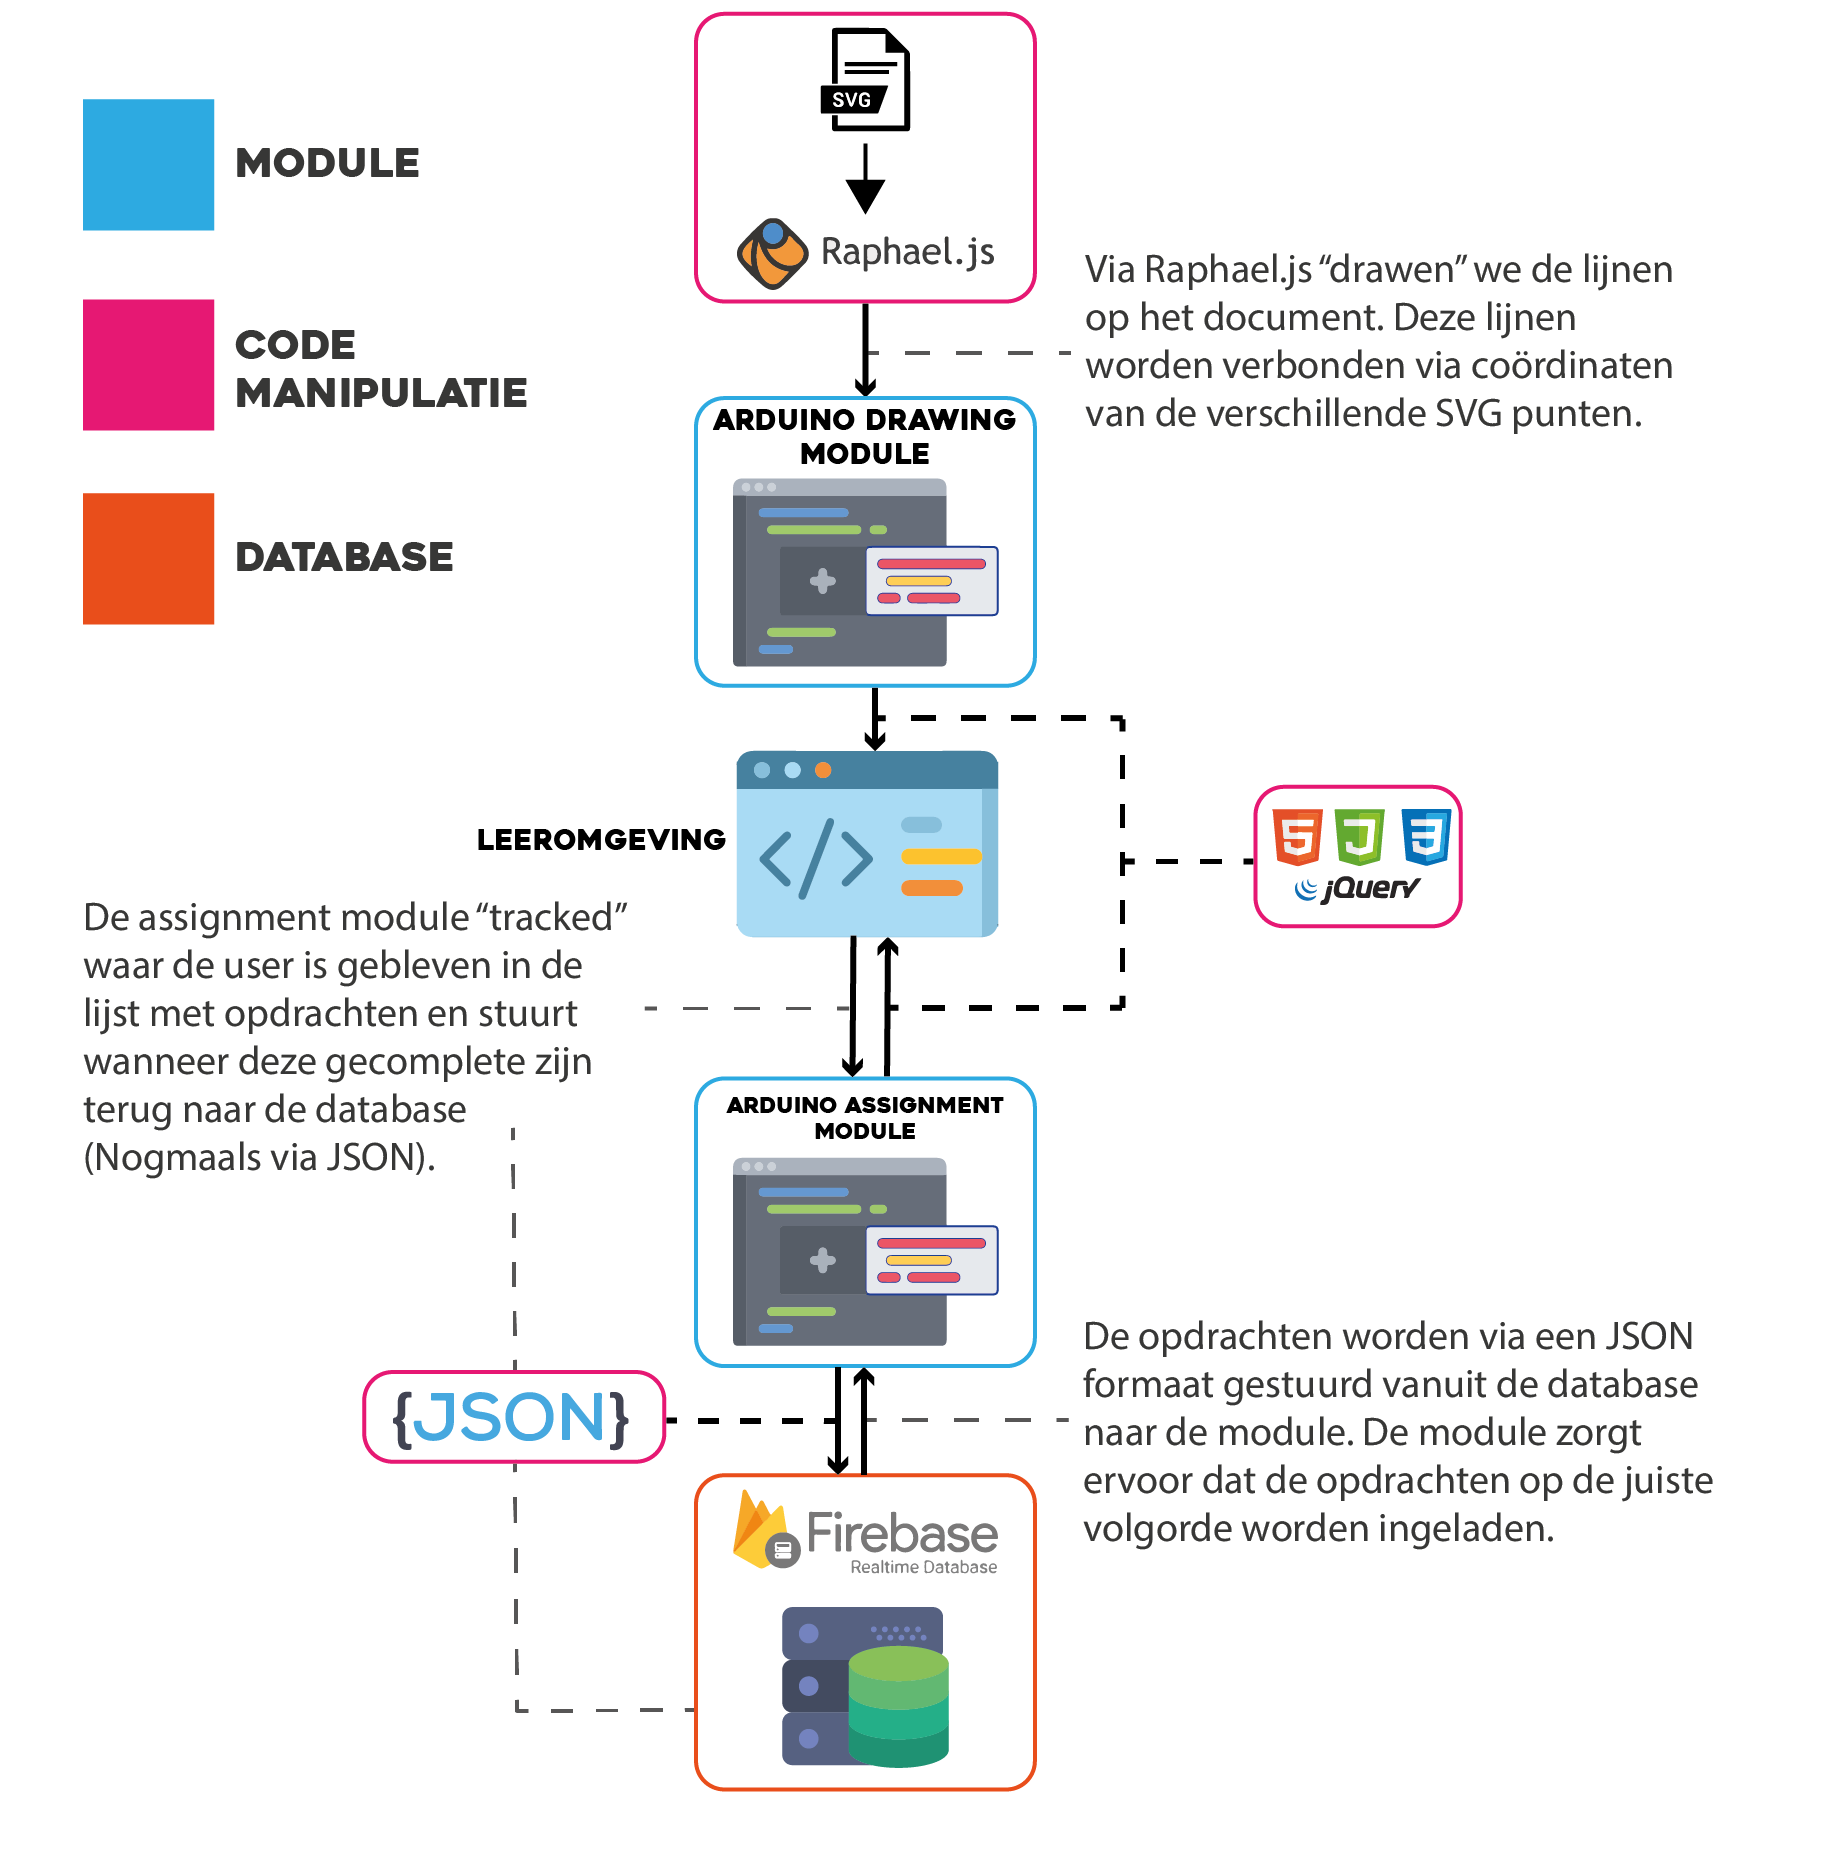 SVG
Raphael.js
MODULE
CODE
MANIPULATIE
DATABASE
Via Raphael.js “drawen” we de lijnen
op het document. Deze lijnen
worden verbonden via coördinaten
van de verschillende SVG punten.
ARDUINO DRAWING
MODULE
LEEROMGEVING
5 J 3
jQuery
De assignment module “tracked”
waar de user is gebleven in de
lijst met opdrachten en stuurt
wanneer deze gecomplete zijn
terug naar de database
(Nogmaals via JSON).
ARDUINO ASSIGNMENT
MODULE
{JSON}
De opdrachten worden via een JSON
formaat gestuurd vanuit de database
naar de module. De module zorgt
ervoor dat de opdrachten op de juiste
volgorde worden ingeladen.
Firebase
Realtime Database